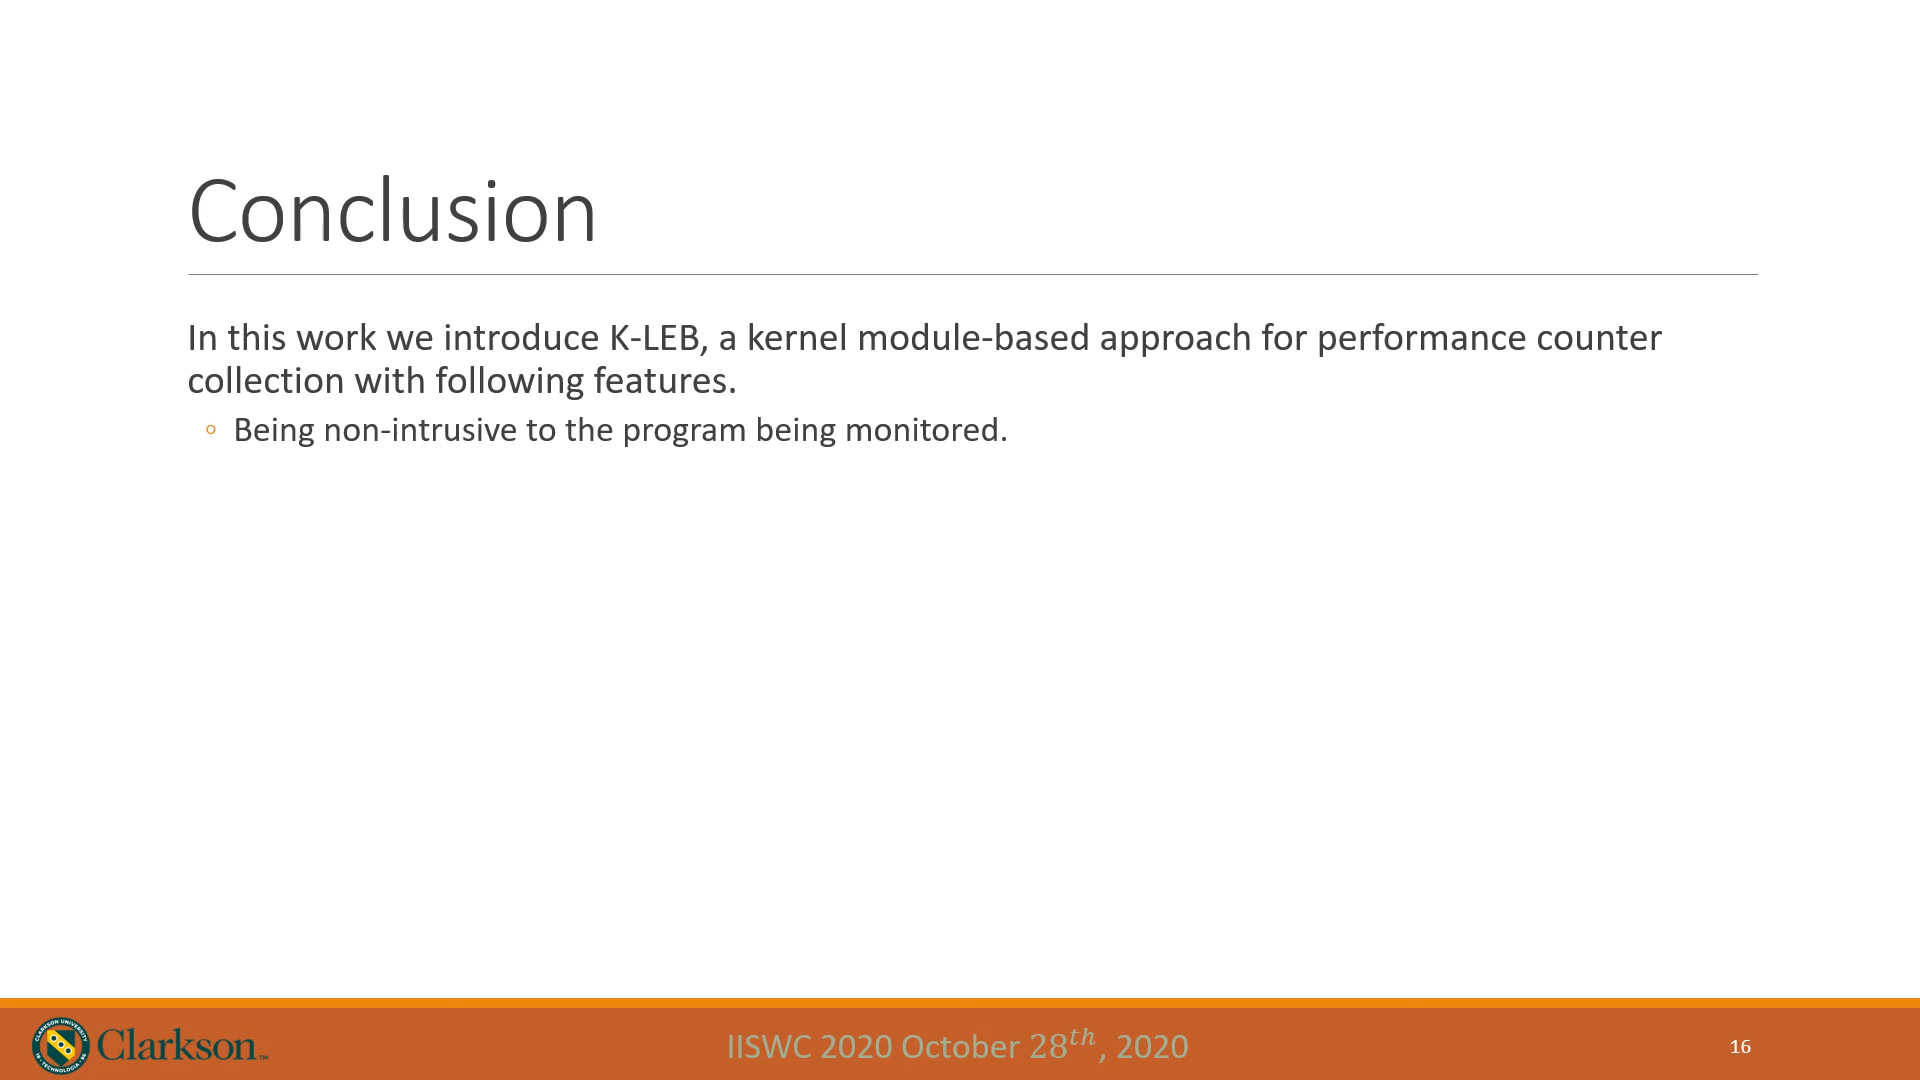 Conclusion
In this work we introduce K-LEB, a kernel module-based approach for performance counter
collection with following features.
◦ Being non-intrusive to the program being monitored.
Clarkson™
IISWC 2020 October 28th, 2020
16